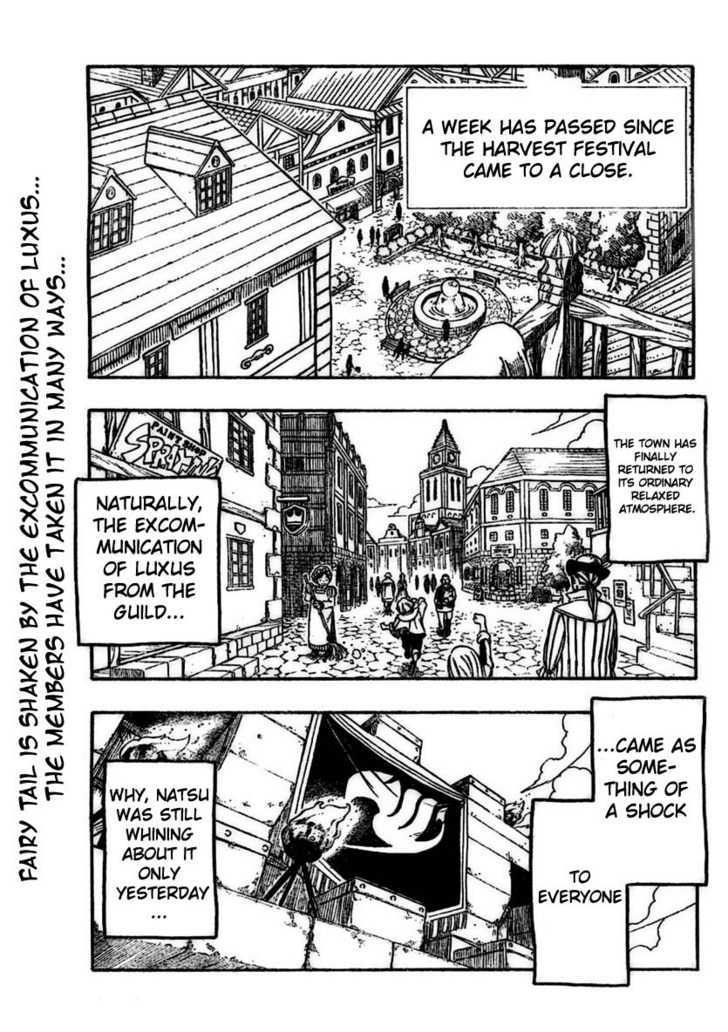 FAIRY TAIL IS SHAKEN BY THE EXCOMMUNICATION OF LUXUS...
THE MEMBERS HAVE TAKEN IT IN MANY WAYS...
A WEEK HAS PASSED SINCE
THE HARVEST FESTIVAL
CAME TO A CLOSE.
THE TOWN HAS
FINALLY
RETURNED TO
ITS ORDINARY
RELAXED
ATMOSPHERE.
PAINT SHOP
NATURALLY,
THE EXCOM-
MUNICATION
OF LUXUS
FROM THE
GUILD...
...CAME AS
SOME-
THING OF
A SHOCK
TO
EVERYONE
WHY, NATSU
WAS STILL
WHINING
ABOUT IT
ONLY
YESTERDAY
...